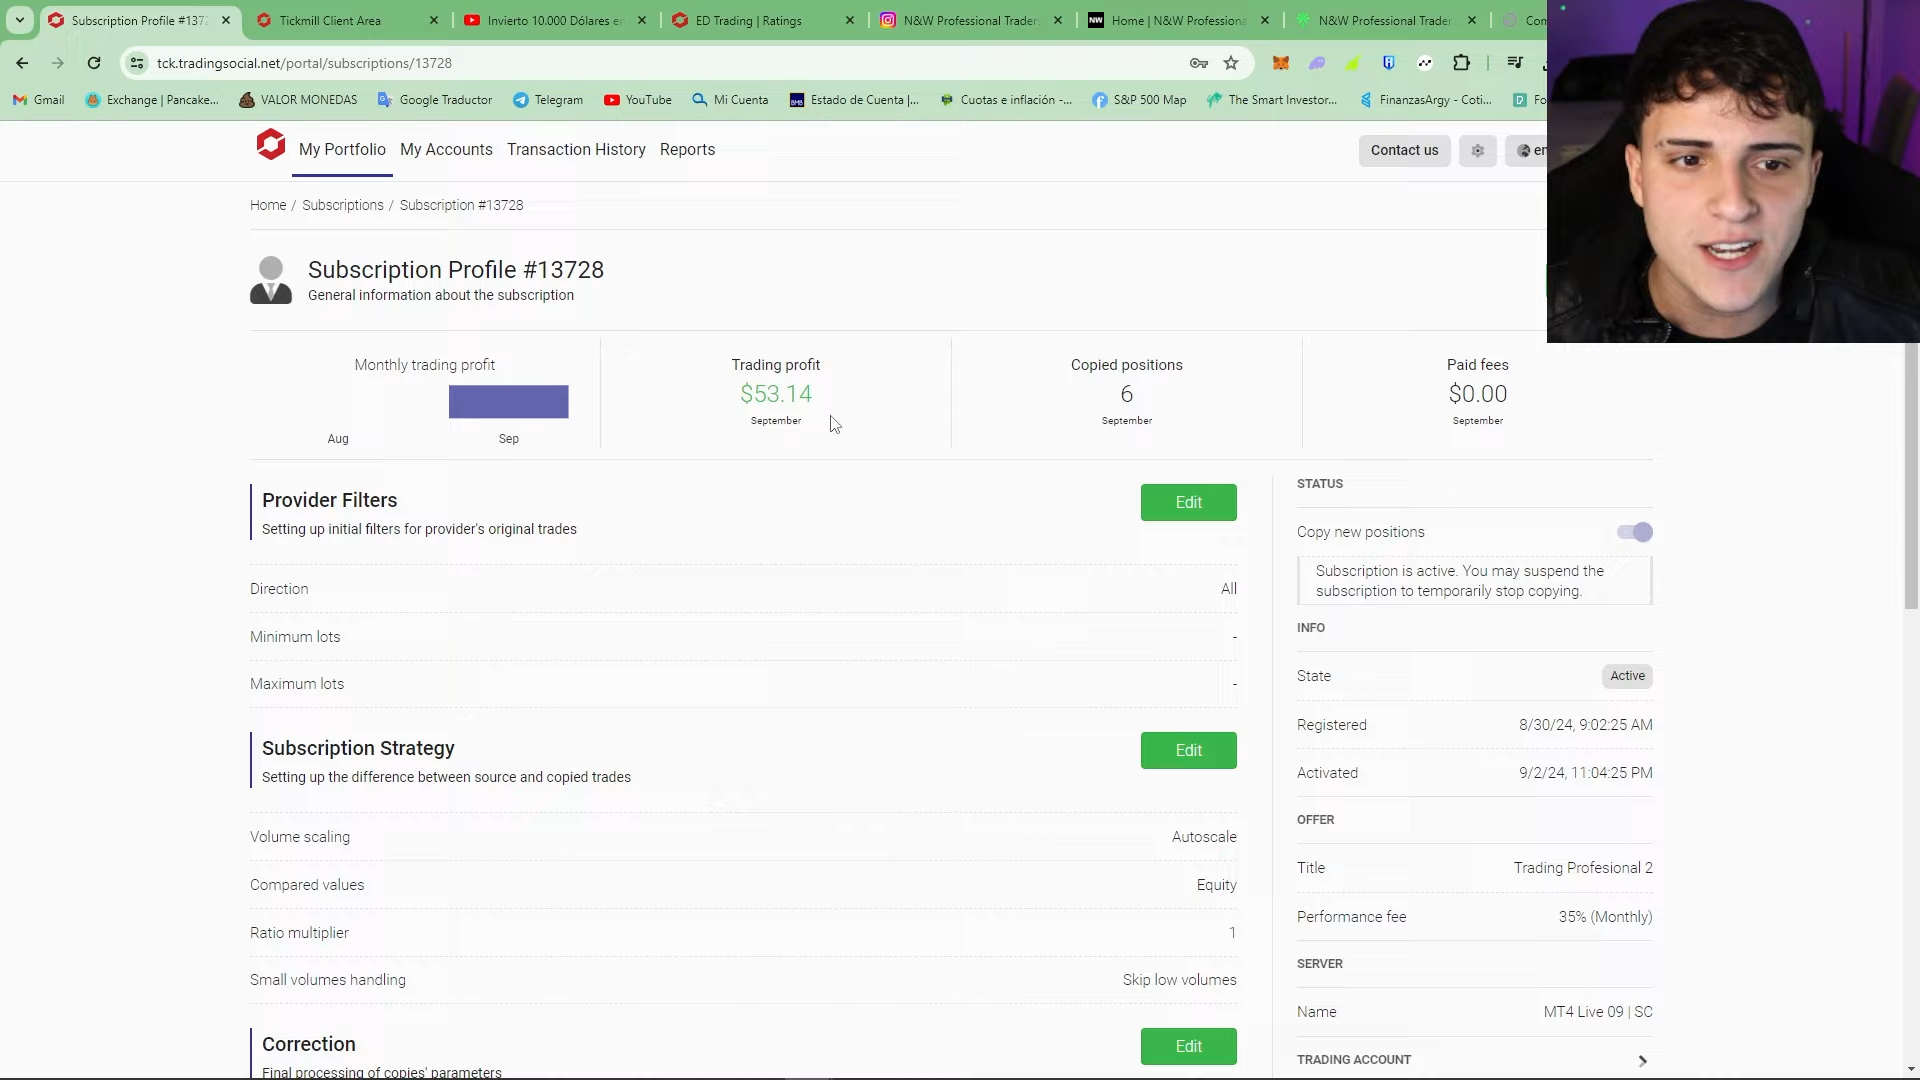 Subscription Profile #1372
Tickmill Client Area
Invierto 10.000 Dólares en
ED Trading | Ratings
N&W Professional Traders
Home | N&W Professiona
N&W Professional Trader
Com
tck.tradingsocial.net/portal/subscriptions/13728
Gmail
Exchange | Pancake...
VALOR MONEDAS
Google Traductor
Telegram
YouTube
Mi Cuenta
Estado de Cuenta |...
Cuotas e inflación -...
S&P 500 Map
The Smart Investor...
FinanzasArgy - Coti...
Fo
My Portfolio
My Accounts
Transaction History
Reports
Contact us
en
Home / Subscriptions / Subscription #13728
Subscription Profile #13728
General information about the subscription
Monthly trading profit
Aug
Sep
Trading profit
$53.14
September
Copied positions
6
September
Paid fees
$0.00
September
Provider Filters
Edit
Setting up initial filters for provider's original trades
Direction
All
Minimum lots
-
Maximum lots
-
Subscription Strategy
Edit
Setting up the difference between source and copied trades
Volume scaling
Autoscale
Compared values
Equity
Ratio multiplier
1
Small volumes handling
Skip low volumes
Correction
Edit
Final processing of copies' parameters
STATUS
Copy new positions
Subscription is active. You may suspend the
subscription to temporarily stop copying.
INFO
State
Active
Registered
8/30/24, 9:02:25 AM
Activated
9/2/24, 11:04:25 PM
OFFER
Title
Trading Profesional 2
Performance fee
35% (Monthly)
SERVER
Name
MT4 Live 09 | SC
TRADING ACCOUNT